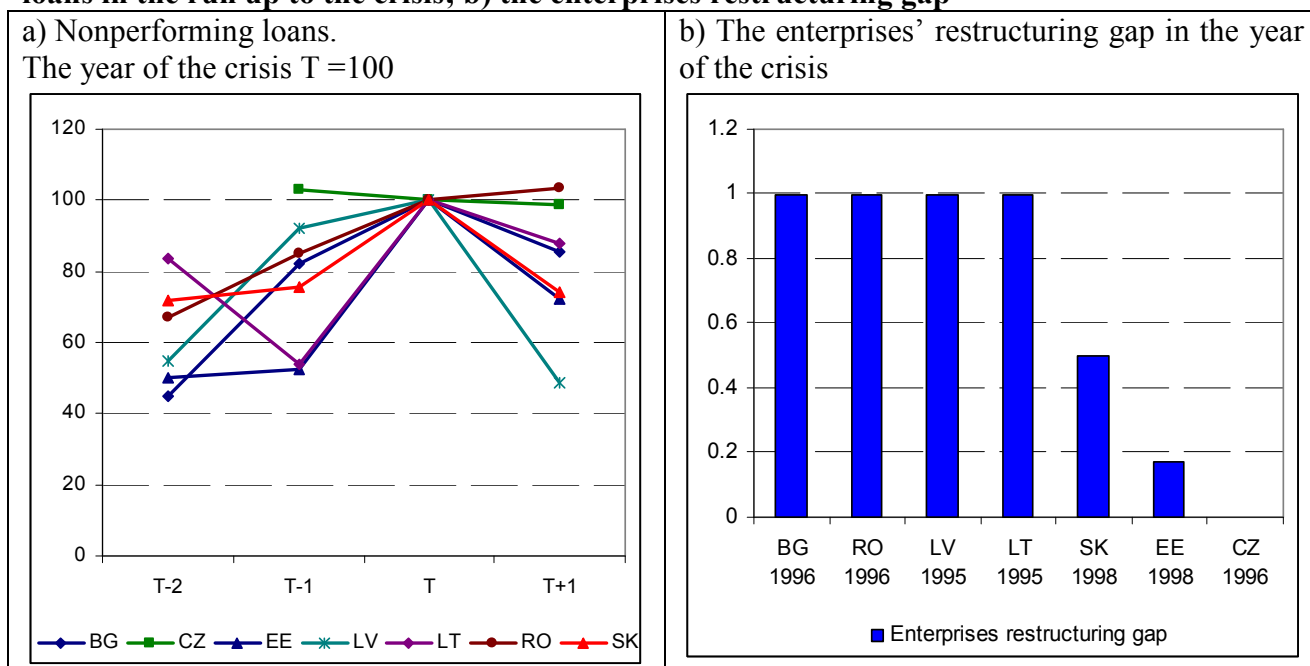 loans in the run up to the crisis; b) the enterprises restructuring gap
a) Nonperforming loans.
The year of the crisis T =100
120
100
80
60
40
20
0
T-2 T-1 T T+1
BG CZ EE LV LT RO SK
b) The enterprises’ restructuring gap in the year
of the crisis
1.2
1
0.8
0.6
0.4
0.2
0
BG RO LV LT SK EE CZ
1996 1996 1995 1995 1998 1998 1996
Enterprises restructuring gap